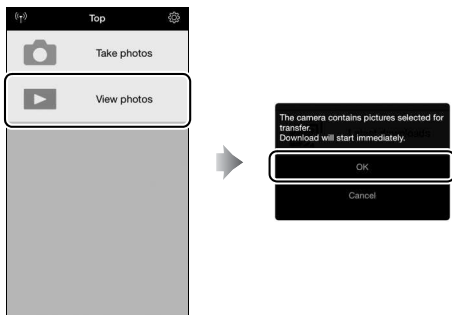 Top
Take photos
View photos
The camera contains pictures selected for
transfer.
Download will start immediately.
OK
Cancel